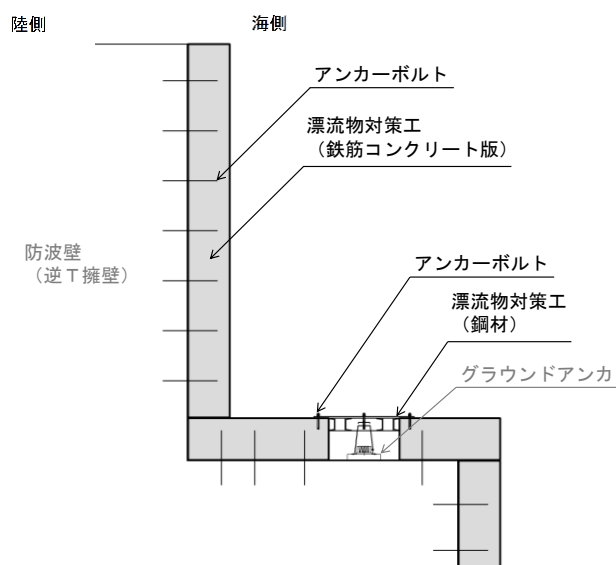 陸側
海側
アンカーボルト
漂流物対策工
（鉄筋コンクリート版）
防波壁
（逆Ｔ擁壁）
アンカーボルト
漂流物対策工
（鋼材）
グラウンドアンカ